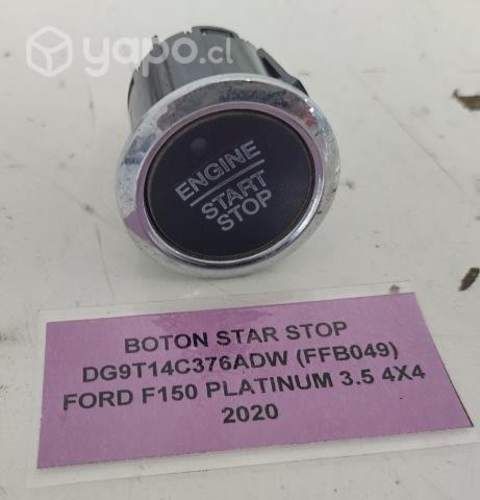 yapo.cl
ENGINE
START
STOP
BOTON STAR STOP
DG9T14C376ADW (FFB049)
FORD F150 PLATINUM 3.5 4X4
2020